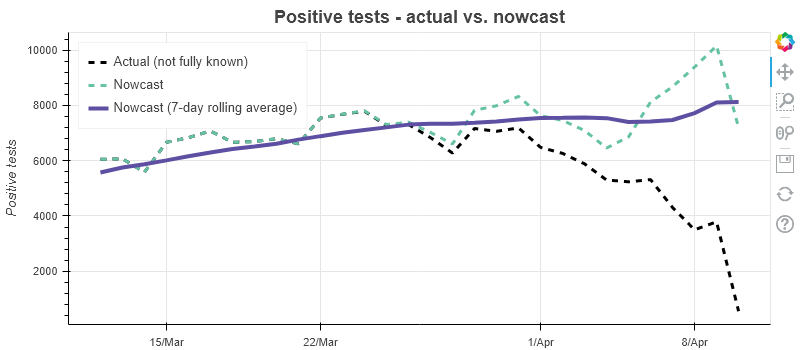 Positive tests - actual vs. nowcast
Actual (not fully known)
Nowcast
Nowcast (7-day rolling average)
Positive tests
10000
8000
6000
4000
2000
15/Mar
22/Mar
1/Apr
8/Apr